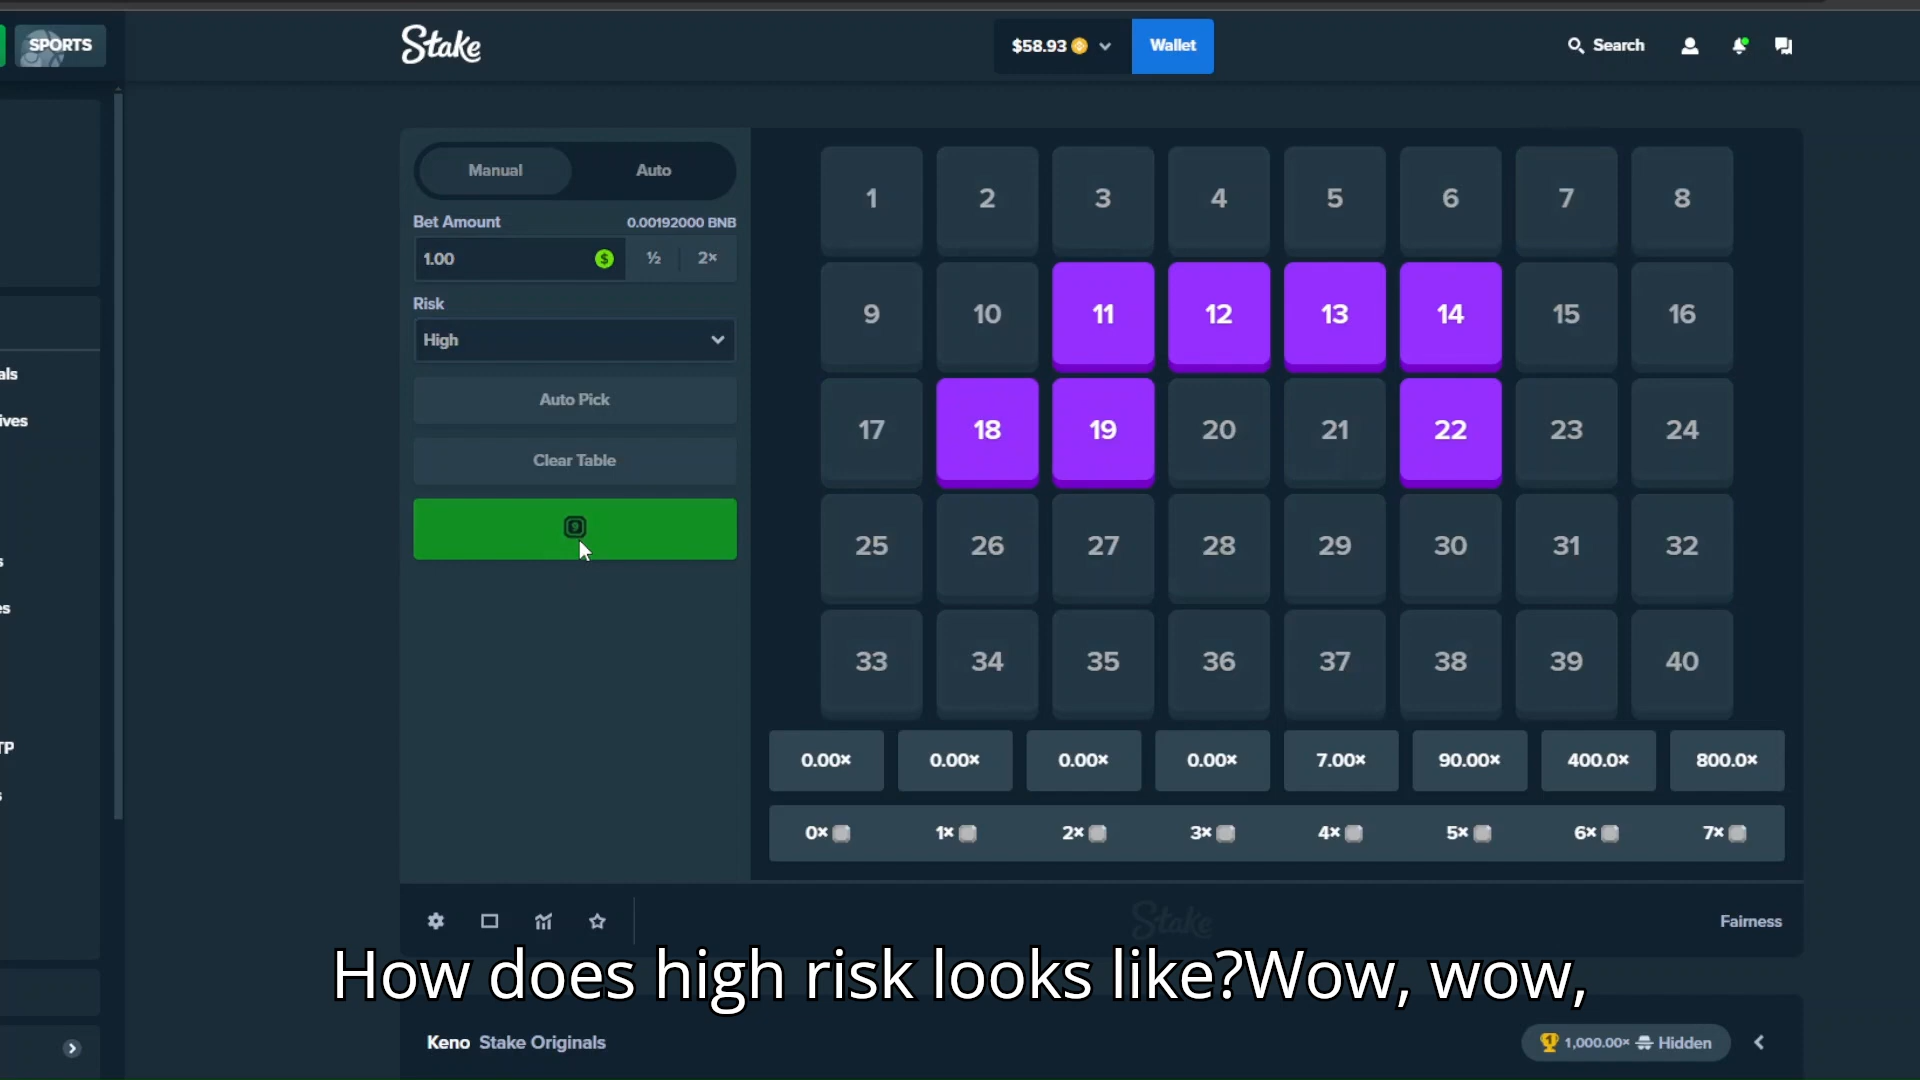 SPORTS
Stake
$58.93
Wallet
Search
Manual
Auto
Bet Amount
0.00192000 BNB
1.00
½
2×
Risk
High
Auto Pick
Clear Table
1 2 3 4 5 6 7 8
9 10 11 12 13 14 15 16
17 18 19 20 21 22 23 24
25 26 27 28 29 30 31 32
33 34 35 36 37 38 39 40
0.00× 0.00× 0.00× 0.00× 7.00× 90.00× 400.0× 800.0×
0× 1× 2× 3× 4× 5× 6× 7×
als
ives
s
es
TP
s
Stake
Fairness
How does high risk looks like?Wow, wow,
Keno Stake Originals
1,000.00× Hidden